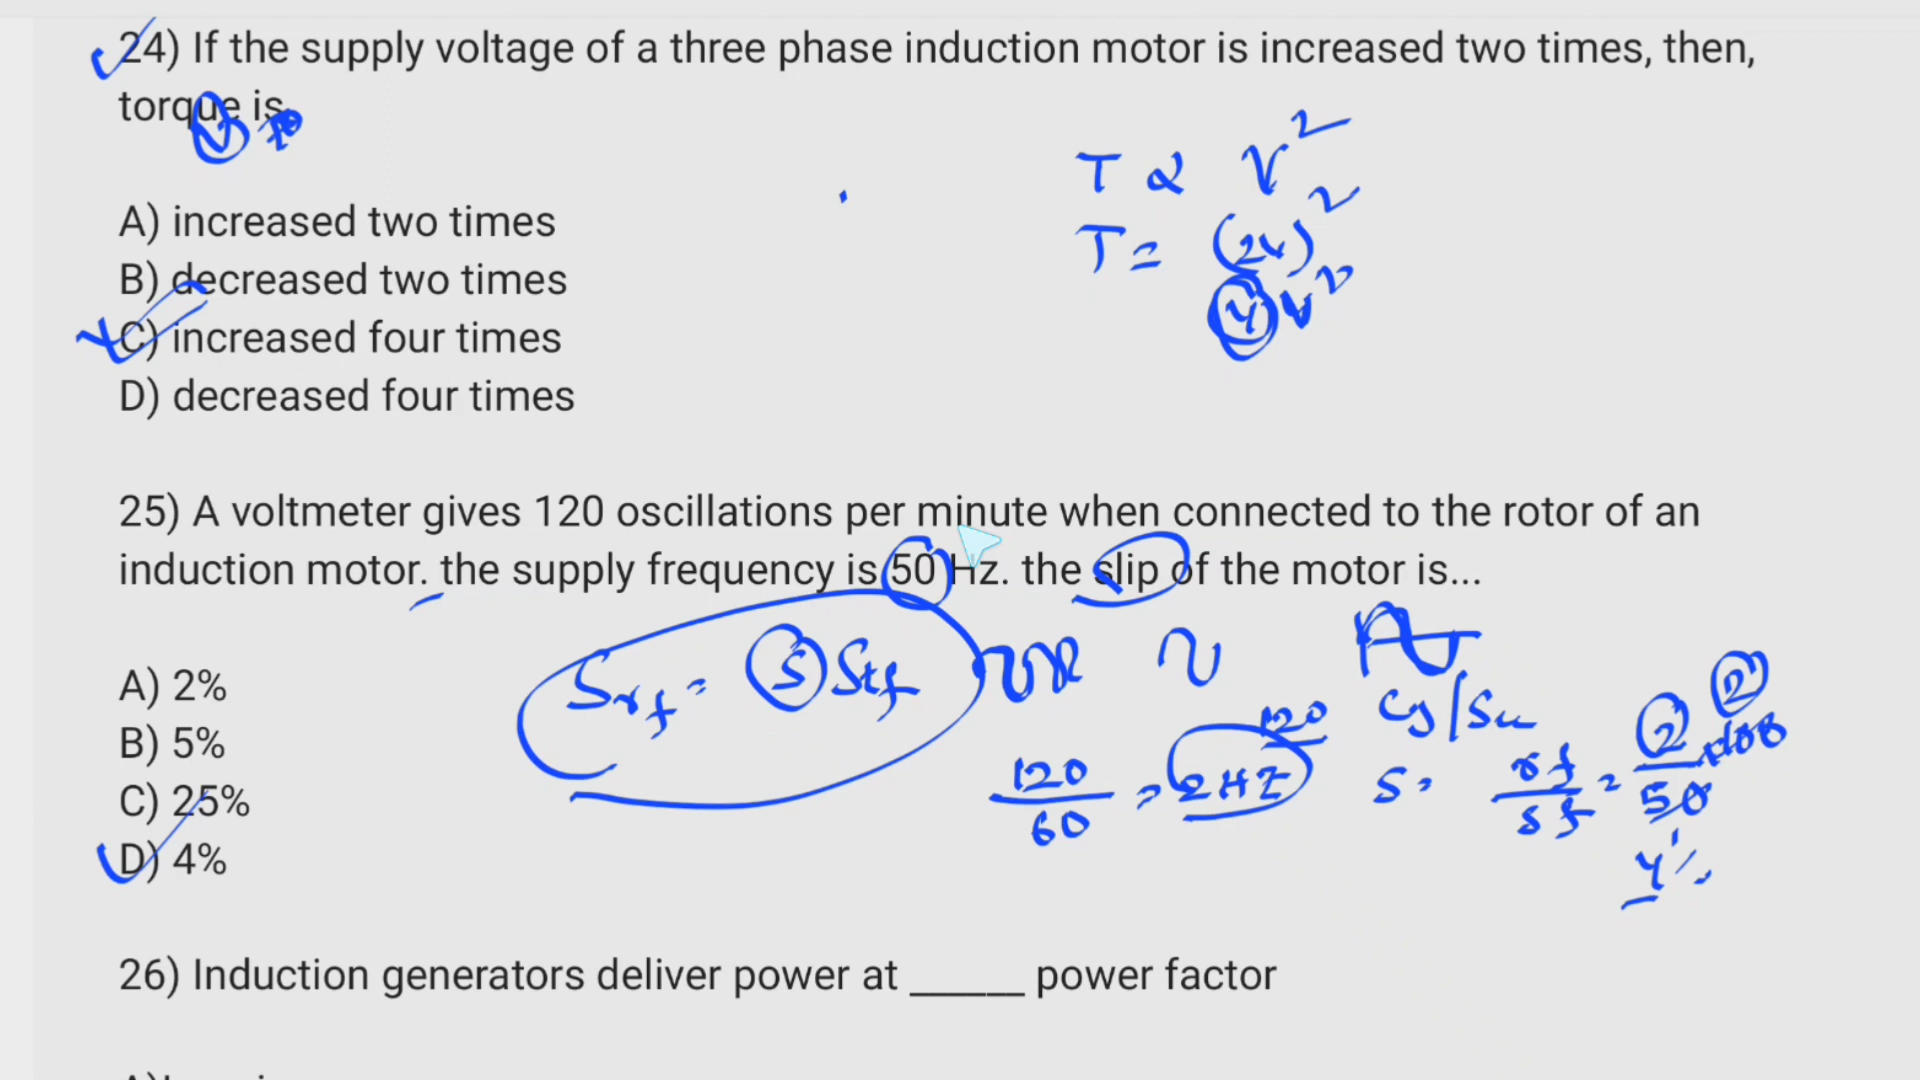 24) If the supply voltage of a three phase induction motor is increased two times, then,
torque is
T ∝ V²
A) increased two times
T = (2V)²
B) decreased two times
4V²
C) increased four times
D) decreased four times
25) A voltmeter gives 120 oscillations per minute when connected to the rotor of an
induction motor. the supply frequency is 50 Hz. the slip of the motor is...
A) 2%
B) 5%
120/60 = 2HZ
S = rf/sf = 2/50
C) 25%
4%
D) 4%
26) Induction generators deliver power at ______ power factor